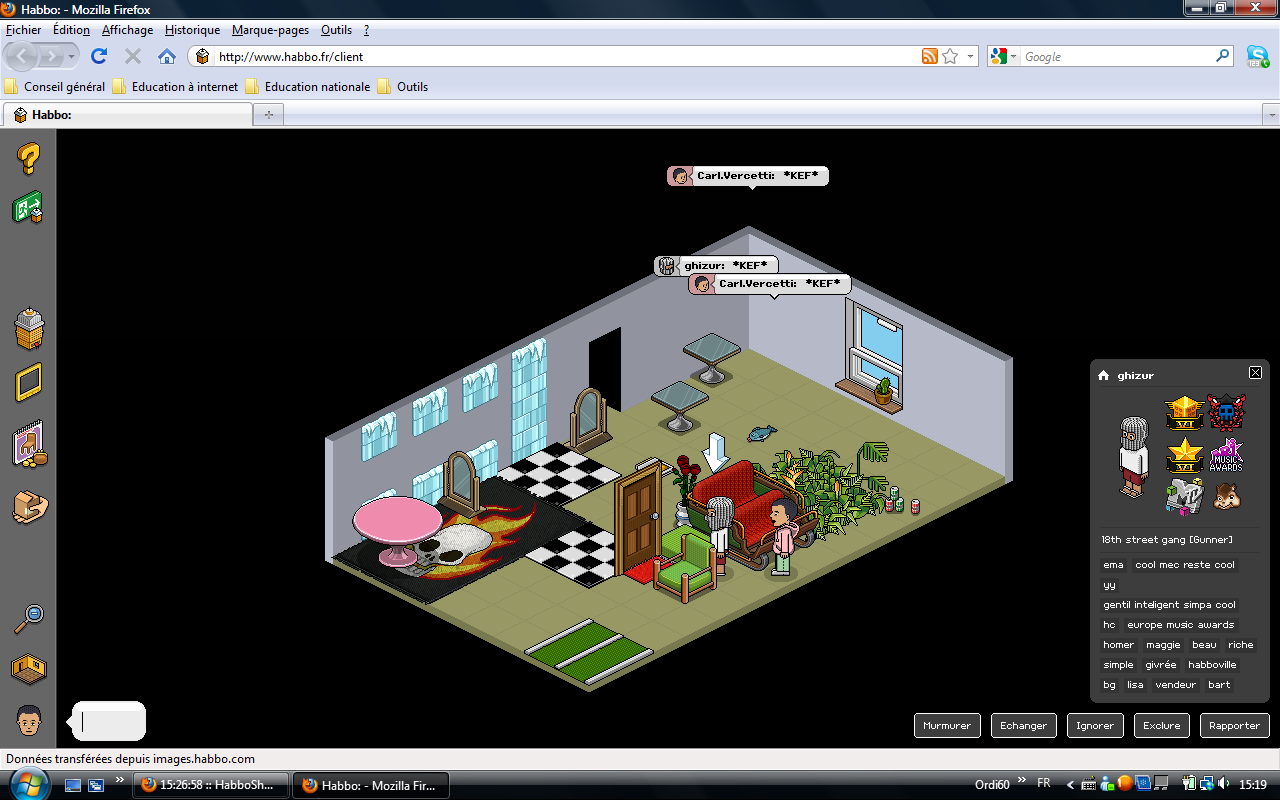 Habbo: - Mozilla Firefox
Fichier Édition Affichage Historique Marque-pages Outils ?
http://www.habbo.fr/client
Google
Conseil général Education à internet Education nationale Outils
Habbo:
Carl.Vercetti: *KEF*
ghizur: *KEF*
Carl.Vercetti: *KEF*
ghizur
MUSIC
AWARDS
18th street gang [Gunner]
ema cool mec reste cool
yy
gentil inteligent simpa cool
hc europe music awards
homer maggie beau riche
simple givrée habboville
bg lisa vendeur bart
Murmurer Echanger Ignorer Exclure Rapporter
Données transférées depuis images.habbo.com
15:26:58 :: HabboSh... Habbo: - Mozilla Fir... Ordi60 » FR 15:19